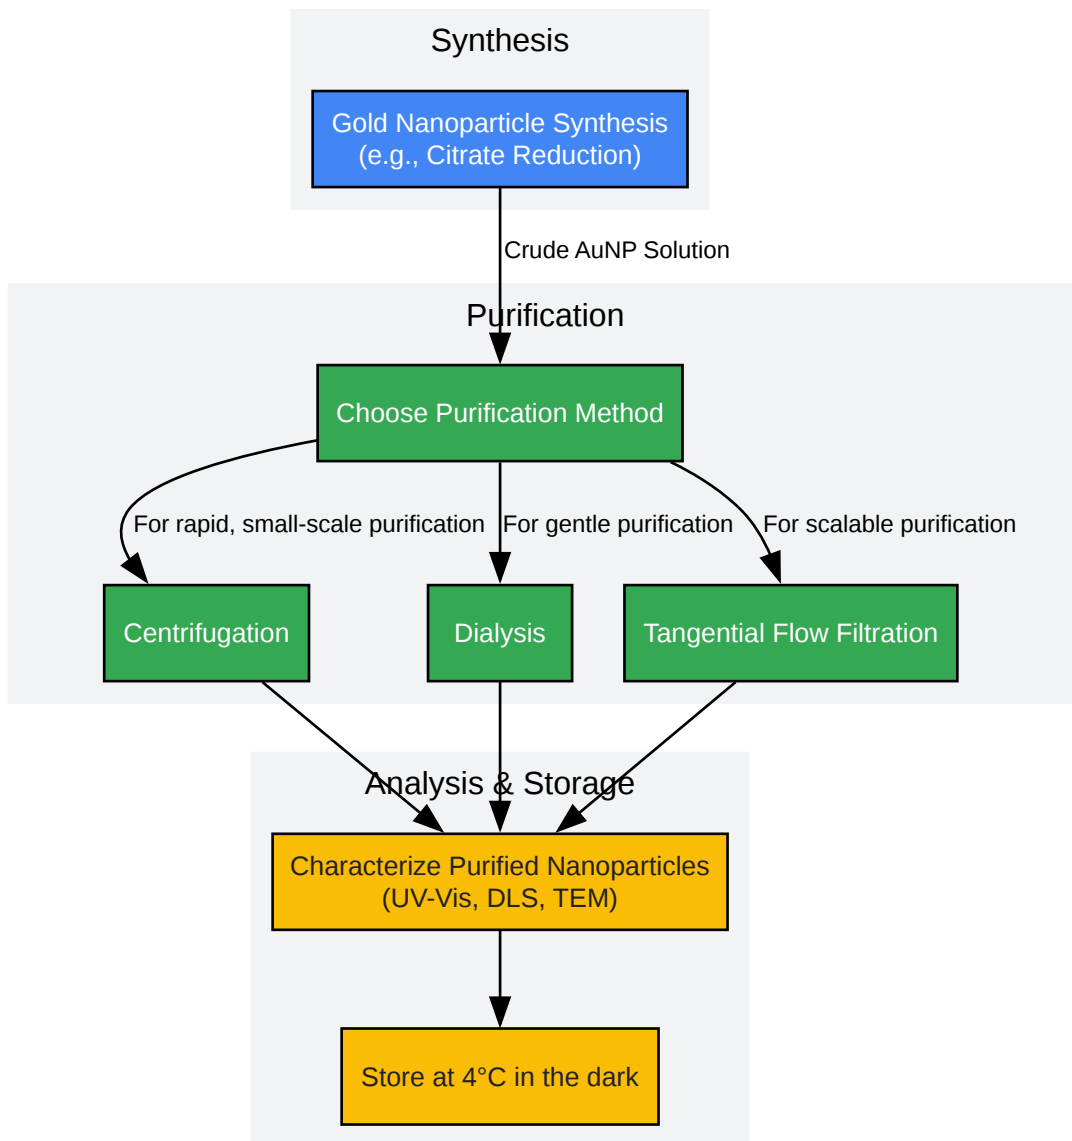 Synthesis
Gold Nanoparticle Synthesis
(e.g., Citrate Reduction)
Crude AuNP Solution
Purification
Choose Purification Method
For rapid, small-scale purification
For gentle purification
For scalable purification
Centrifugation
Dialysis
Tangential Flow Filtration
Analysis & Storage
Characterize Purified Nanoparticles
(UV-Vis, DLS, TEM)
Store at 4°C in the dark